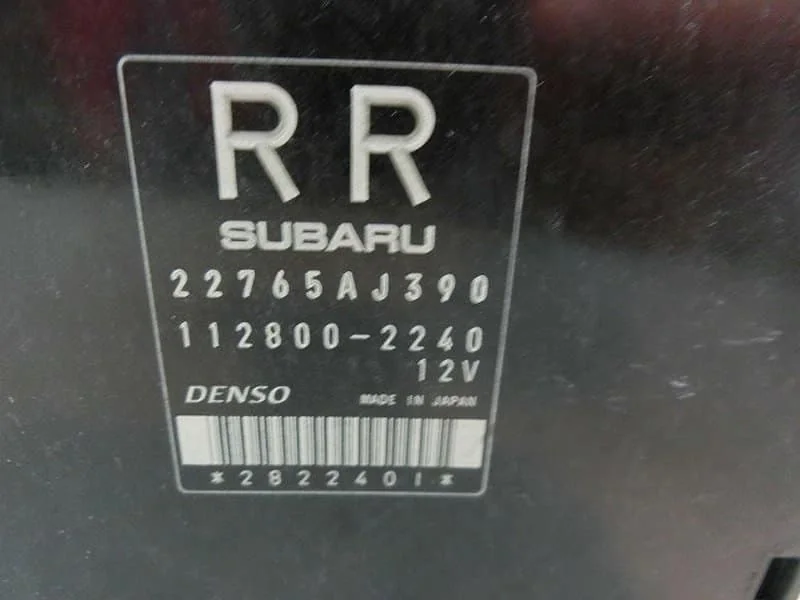 RR
SUBARU
22765AJ390
112800-2240
12V
DENSO MADE IN JAPAN
*2822401*